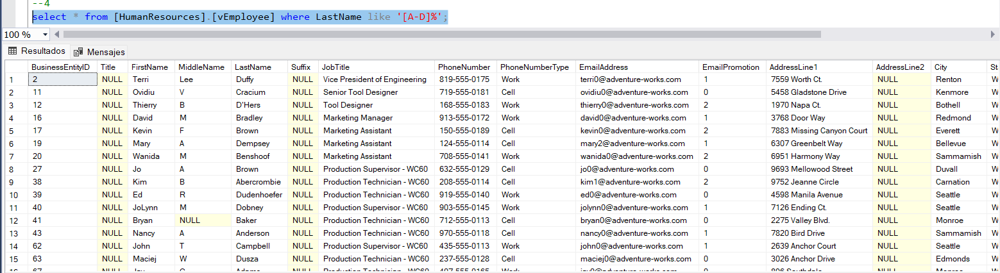 --4
select * from [HumanResources].[vEmployee] where LastName like '[A-D]%';
100 %
Resultados Mensajes
BusinessEntityID Title FirstName MiddleName LastName Suffix JobTitle PhoneNumber PhoneNumberType EmailAddress EmailPromotion AddressLine1 AddressLine2 City St
1 2 NULL Terri Lee Duffy NULL Vice President of Engineering 819-555-0175 Work terri0@adventure-works.com 1 7559 Worth Ct. NULL Renton W
2 11 NULL Ovidiu V Cracium NULL Senior Tool Designer 719-555-0181 Cell ovidiu0@adventure-works.com 0 5458 Gladstone Drive NULL Kenmore W
3 12 NULL Thierry B D'Hers NULL Tool Designer 168-555-0183 Work thierry0@adventure-works.com 2 1970 Napa Ct. NULL Bothell W
4 16 NULL David M Bradley NULL Marketing Manager 913-555-0172 Work david0@adventure-works.com 1 3768 Door Way NULL Redmond W
5 17 NULL Kevin F Brown NULL Marketing Assistant 150-555-0189 Cell kevin0@adventure-works.com 2 7883 Missing Canyon Court NULL Everett W
6 19 NULL Mary A Dempsey NULL Marketing Assistant 124-555-0114 Cell mary2@adventure-works.com 1 6307 Greenbelt Way NULL Bellevue W
7 20 NULL Wanida M Benshoof NULL Marketing Assistant 708-555-0141 Work wanida0@adventure-works.com 2 6951 Harmony Way NULL Sammamish W
8 27 NULL Jo A Brown NULL Production Supervisor - WC60 632-555-0129 Cell jo0@adventure-works.com 0 9693 Mellowood Street NULL Duvall W
9 38 NULL Kim B Abercrombie NULL Production Technician - WC60 208-555-0114 Cell kim1@adventure-works.com 2 9752 Jeanne Circle NULL Carnation W
10 39 NULL Ed R Dudenhoefer NULL Production Technician - WC60 919-555-0140 Work ed0@adventure-works.com 0 4598 Manila Avenue NULL Seattle W
11 40 NULL JoLynn M Dobney NULL Production Supervisor - WC60 903-555-0145 Work jolynn0@adventure-works.com 1 7126 Ending Ct. NULL Seattle W
12 41 NULL Bryan NULL Baker NULL Production Technician - WC60 712-555-0113 Cell bryan0@adventure-works.com 0 2275 Valley Blvd. NULL Monroe W
13 43 NULL Nancy A Anderson NULL Production Technician - WC60 970-555-0118 Cell nancy0@adventure-works.com 1 7820 Bird Drive NULL Sammamish W
14 62 NULL John T Campbell NULL Production Supervisor - WC60 435-555-0113 Work john0@adventure-works.com 1 2639 Anchor Court NULL Seattle W
15 63 NULL Maciej W Dusza NULL Production Technician - WC60 237-555-0128 Cell maciej0@adventure-works.com 0 3026 Anchor Drive NULL Edmonds W